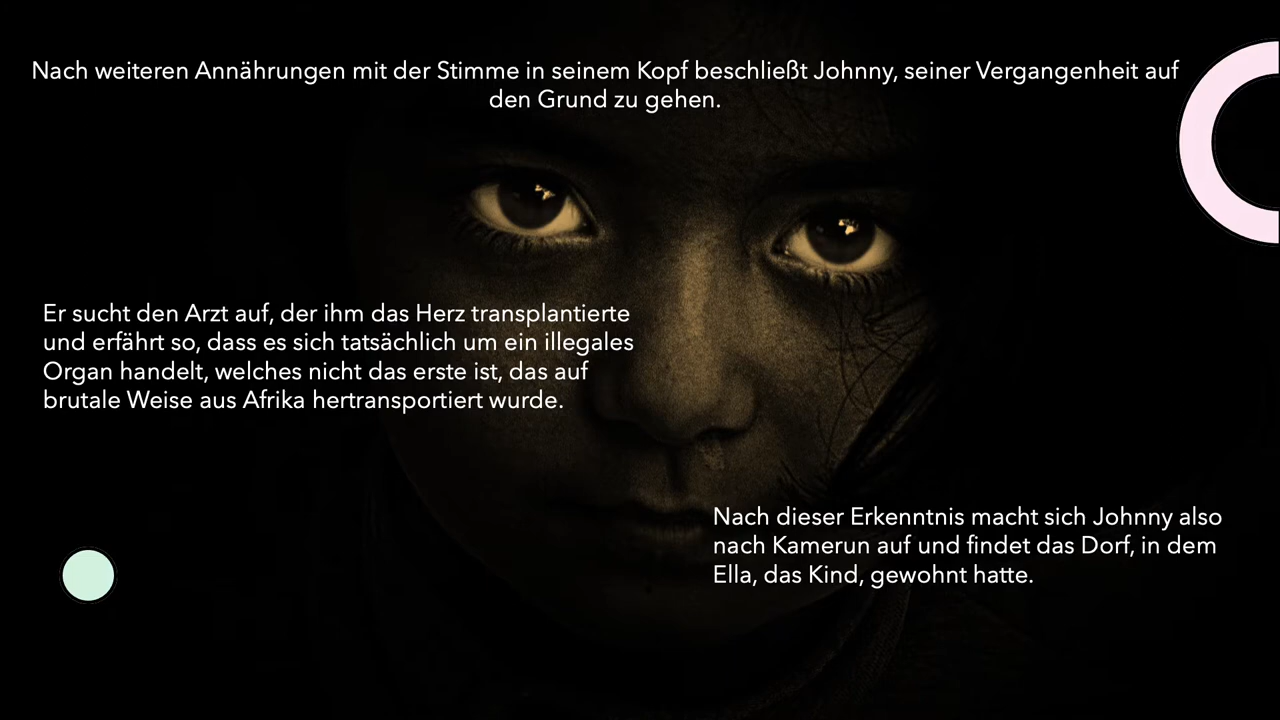 Nach weiteren Annährungen mit der Stimme in seinem Kopf beschließt Johnny, seiner Vergangenheit auf
den Grund zu gehen.
Er sucht den Arzt auf, der ihm das Herz transplantierte
und erfährt so, dass es sich tatsächlich um ein illegales
Organ handelt, welches nicht das erste ist, das auf
brutale Weise aus Afrika hertransportiert wurde.
Nach dieser Erkenntnis macht sich Johnny also
nach Kamerun auf und findet das Dorf, in dem
Ella, das Kind, gewohnt hatte.